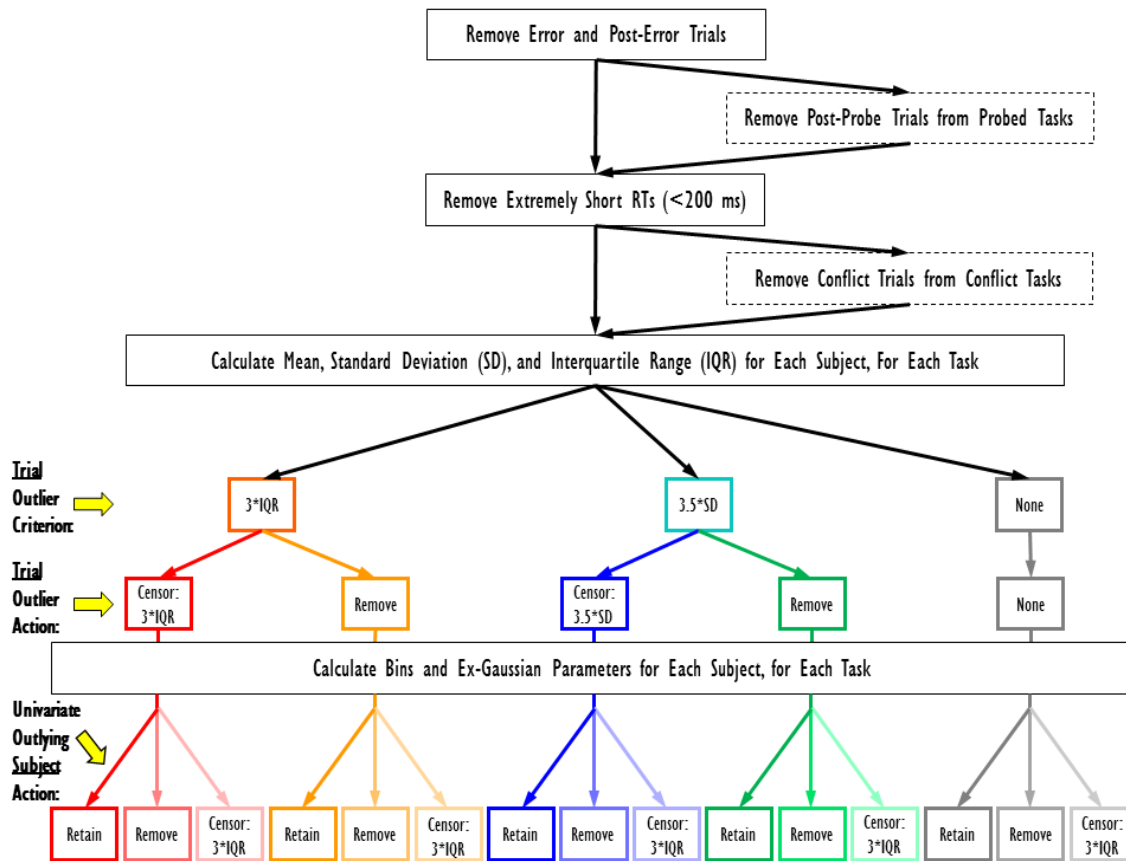 Remove Error and Post-Error Trials
Remove Post-Probe Trials from Probed Tasks
Remove Extremely Short RTs (<200 ms)
Remove Conflict Trials from Conflict Tasks
Calculate Mean, Standard Deviation (SD), and Interquartile Range (IQR) for Each Subject, For Each Task
Trial
Outlier
Criterion:
3*IQR
3.5*SD
None
Trial
Outlier
Action:
Censor:
3*IQR
Remove
Censor:
3.5*SD
Remove
None
Calculate Bins and Ex-Gaussian Parameters for Each Subject, for Each Task
Univariate
Outlying
Subject
Action:
Retain
Remove
Censor:
3*IQR
Retain
Remove
Censor:
3*IQR
Retain
Remove
Censor:
3*IQR
Retain
Remove
Censor:
3*IQR
Retain
Remove
Censor:
3*IQR